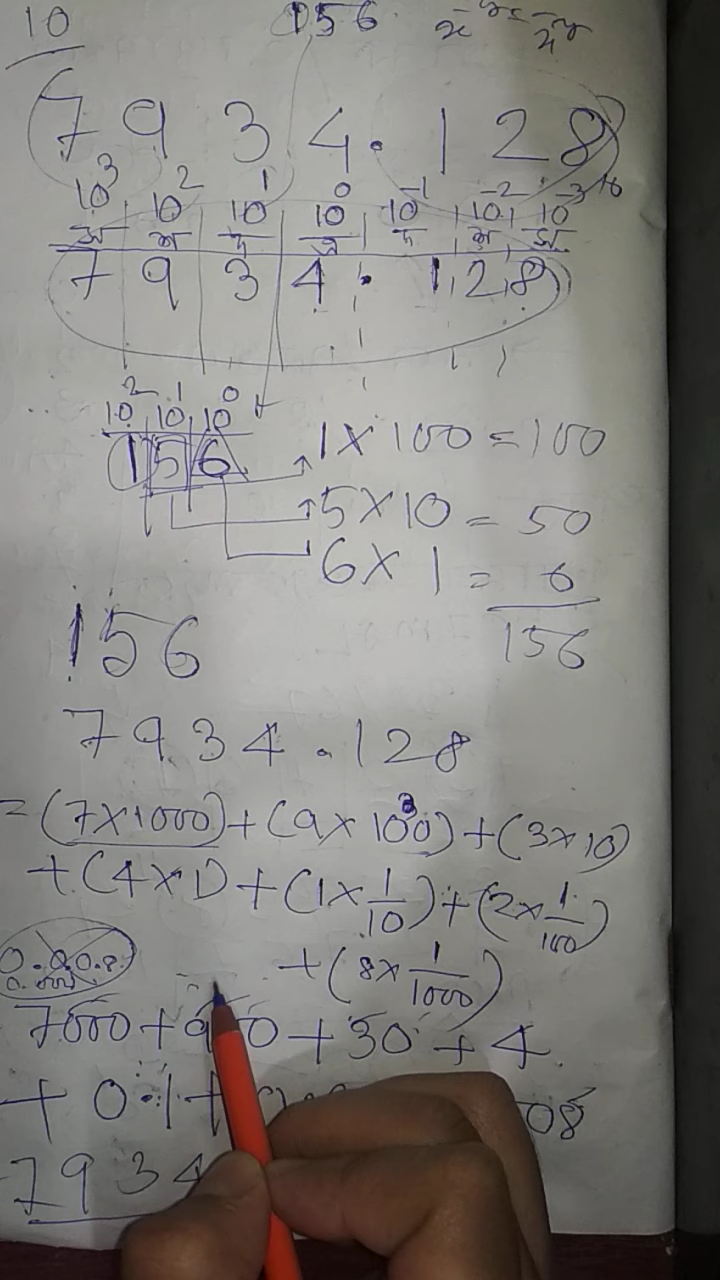 10 156.
7 9 3 4 . 1 2 8
10³ 10² 10¹ 10⁰ 10⁻¹ 10⁻² 10⁻³
7 9 3 4 . 1 2 8
10² 10¹ 10⁰
156
1 × 100 = 100
5 × 10 = 50
6 × 1 = 6
156
156
7934.128
= (7×1000) + (9×100) + (3×10)
+ (4×1) + (1×1/10) + (2×1/100)
+ (8×1/1000)
7000 + 900 + 30 + 4
+ 0.1 +
7934